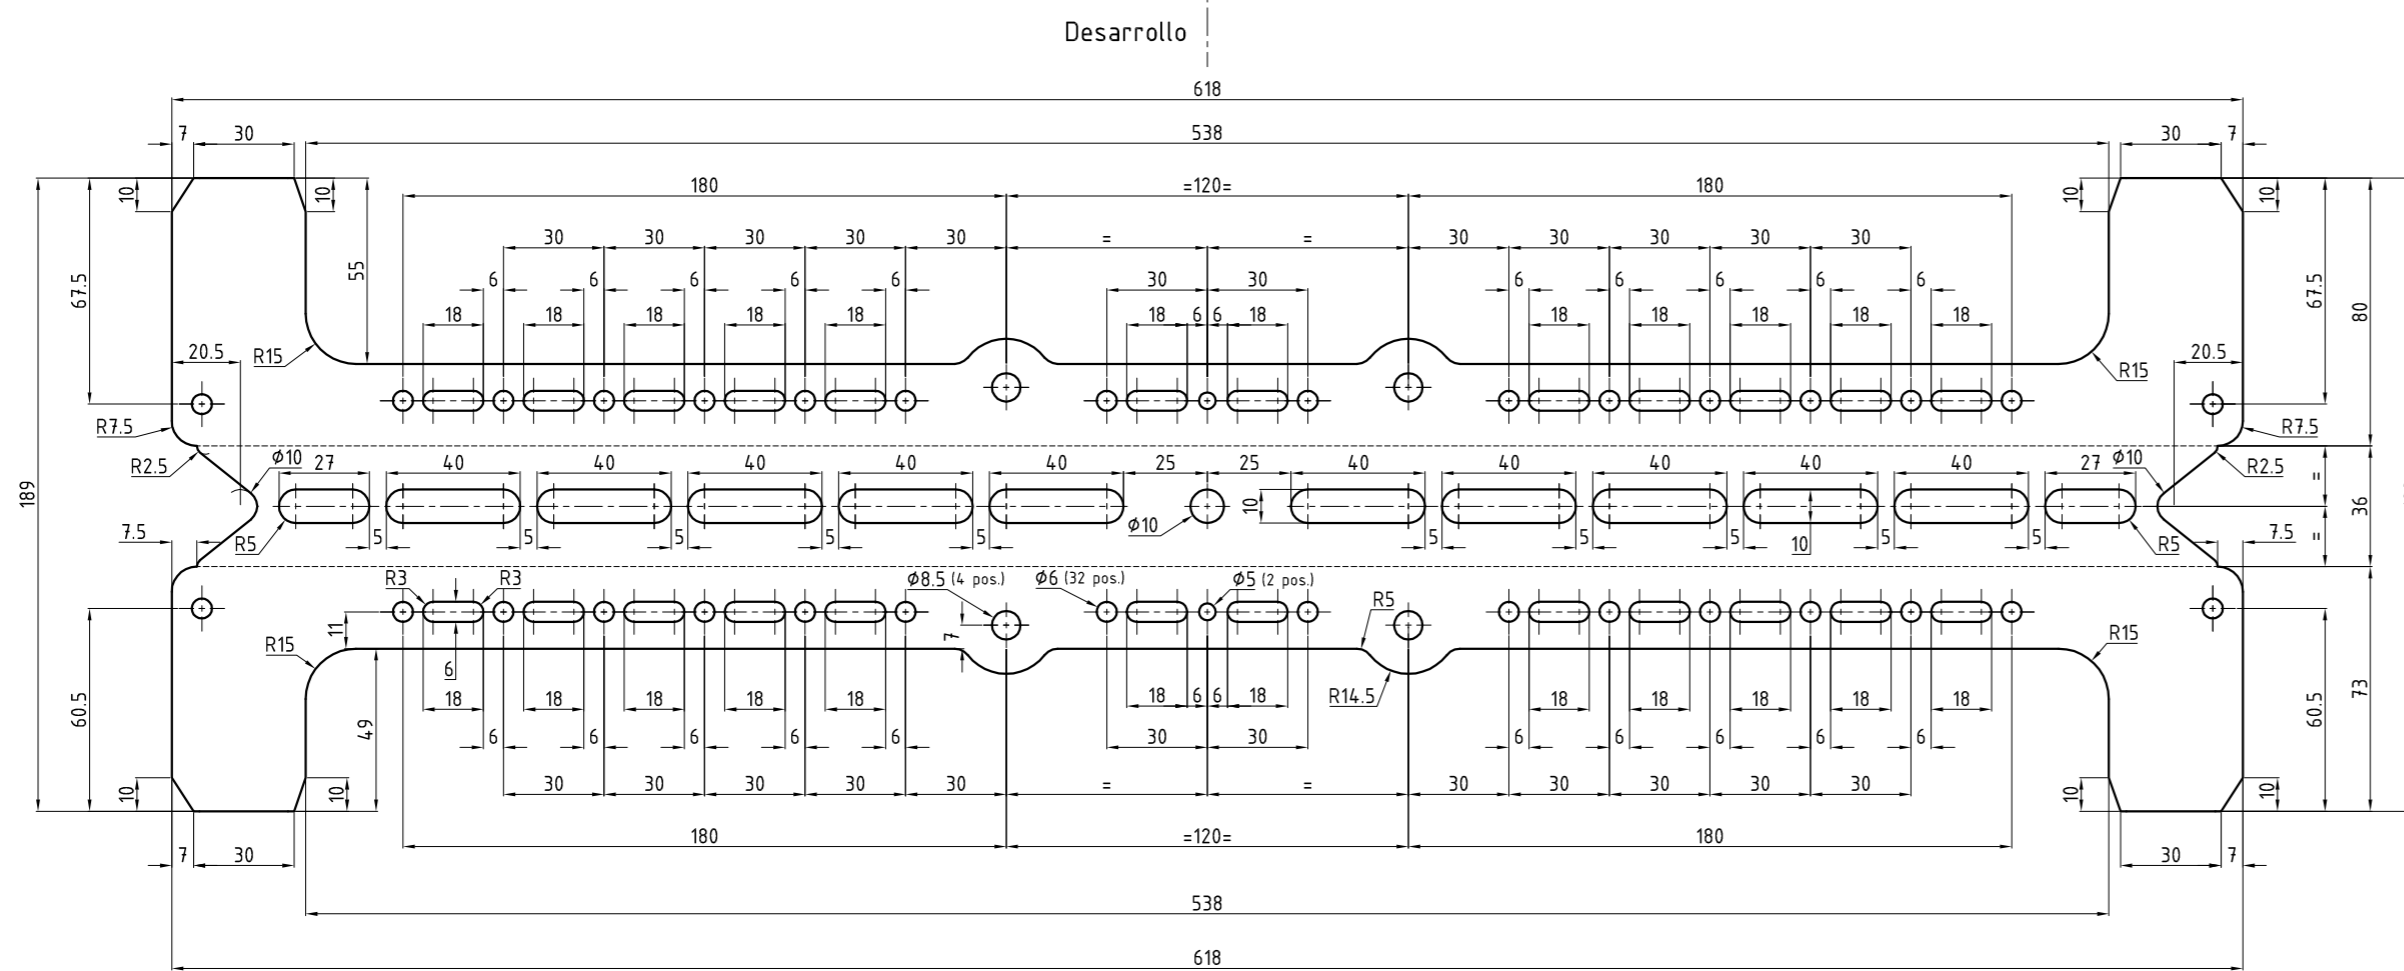 Desarrollo
618
7 30 538 30 7
10 10 180 =120= 180 10 10
30 30 30 30 30 = = 30 30 30 30 30
67.5 55 67.5 80
6 6 6 6 6 30 30 6 6 6 6 6
18 18 18 18 18 18 6 6 18 18 18 18 18 18
20.5 R15 R15 20.5
R7.5 R7.5
R2.5 Ø10 27 40 40 40 40 40 25 25 40 40 40 40 40 27 Ø10 R2.5
=
189 10 36
Ø10
7.5 R5 5 5 5 5 5 5 5 5 10 5 5 R5 7.5
=
R3 R3 Ø8.5 (4 pos.) Ø6 (32 pos.) Ø5 (2 pos.)
R5
11 7
R15 R15
6
60.5 49 18 18 18 18 18 18 6 6 18 R14.5 18 18 18 18 18 60.5 73
6 6 6 6 6 30 30 6 6 6 6 6
10 10 30 30 30 30 30 = = 30 30 30 30 30 10 10
180 =120= 180
7 30 30 7
538
618